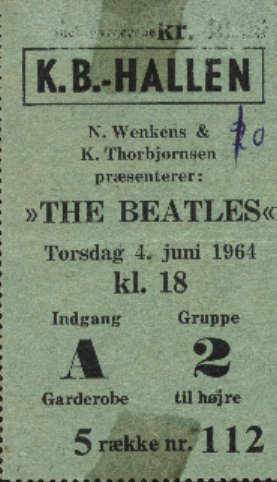 kr.
K.B.-HALLEN
N. Wenkens &
K. Thorbjørnsen
præsenterer:
»THE BEATLES«
Torsdag 4. juni 1964
kl. 18
Indgang Gruppe
A 2
Garderobe til højre
5 række nr. 112